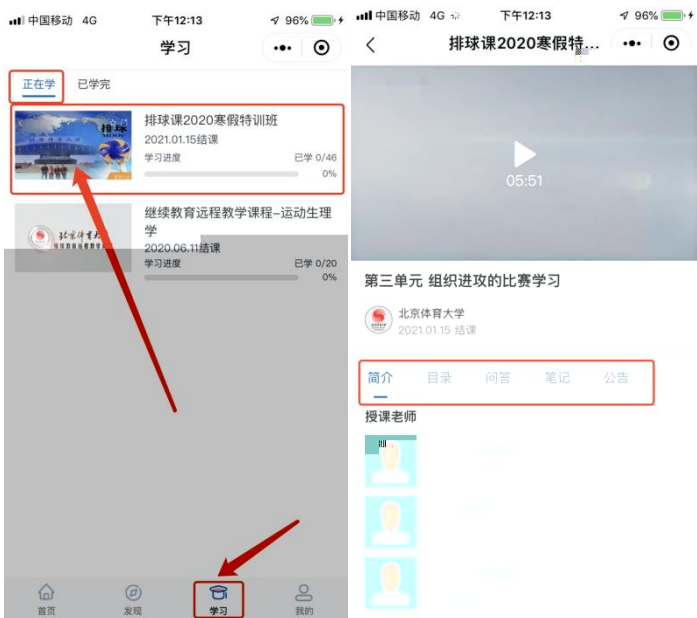 中国移动 4G
下午12:13
96%
学习
正在学
已学完
排球
MOOC
排球课2020寒假特训班
2021.01.15结课
学习进度
已学 0/46
0%
继续教育远程教学课程-运动生理
学
2020.06.11结课
学习进度
已学 0/20
0%
首页
发现
学习
我的
中国移动 4G
下午12:13
96%
排球课2020寒假特...
05:51
第三单元 组织进攻的比赛学习
北京体育大学
2021.01.15 结课
简介
目录
问答
笔记
公告
授课老师